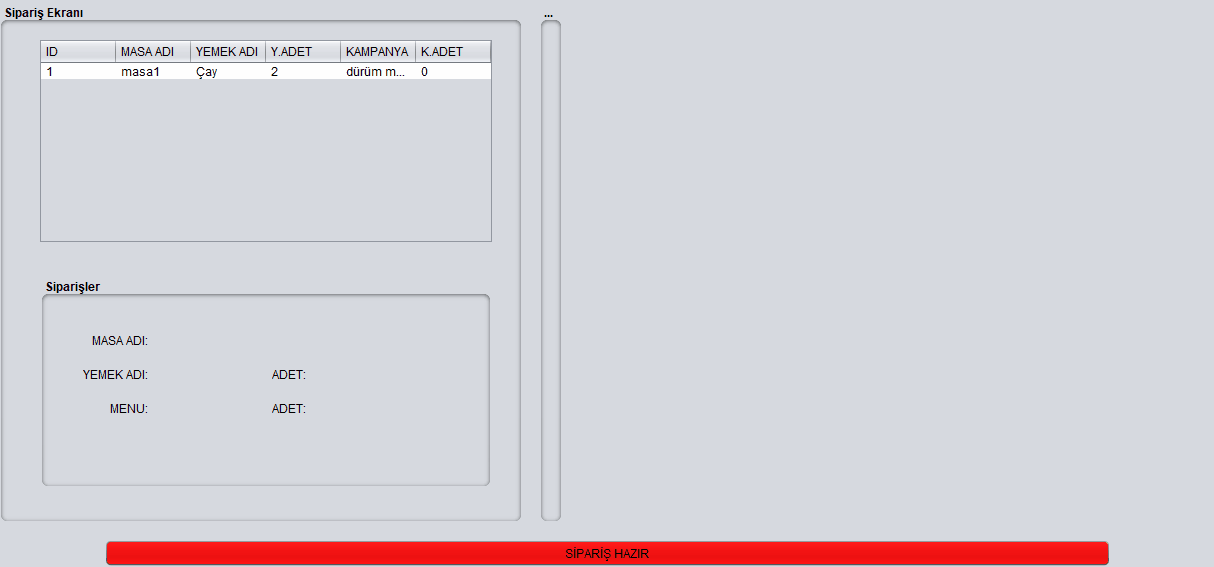 Sipariş Ekranı
...
ID MASA ADI YEMEK ADI Y.ADET KAMPANYA K.ADET
1 masa1 Çay 2 dürüm m... 0
Siparişler
MASA ADI:
YEMEK ADI: ADET:
MENU: ADET:
SİPARİŞ HAZIR